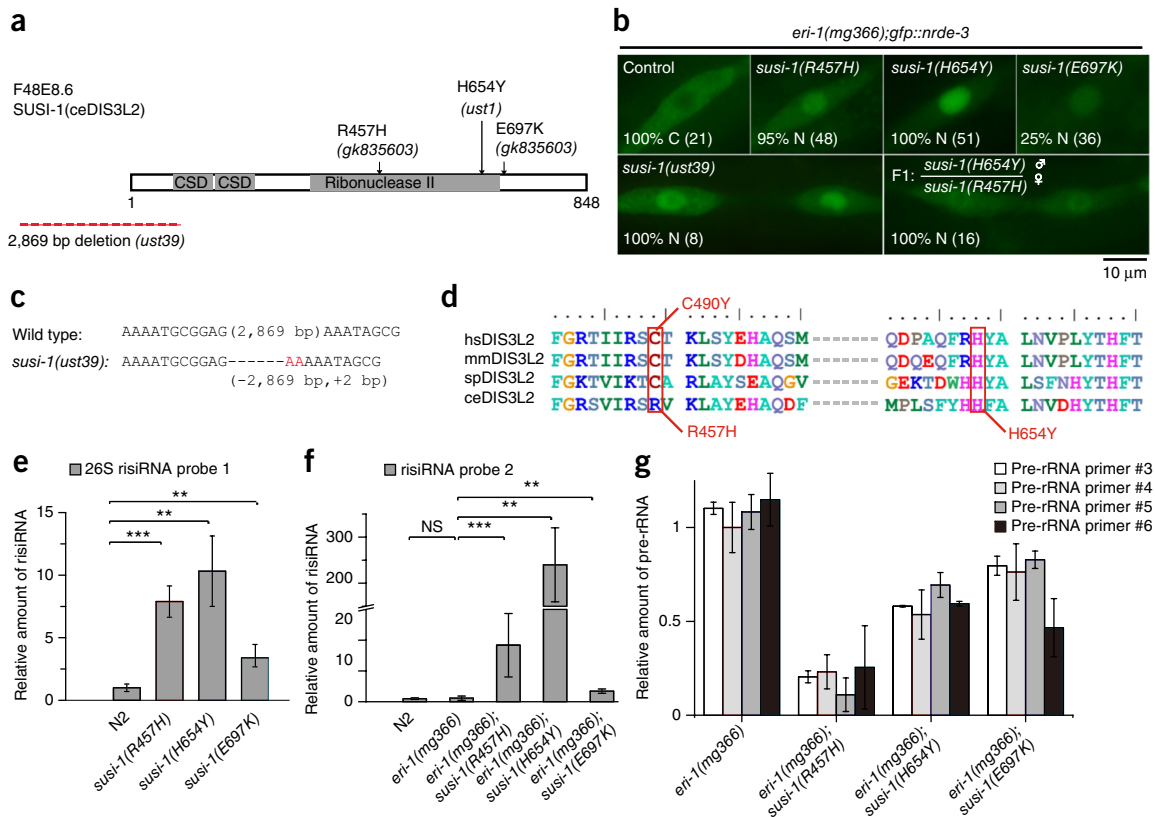 a
F48E8.6
SUSI-1(ceDIS3L2)
H654Y
(ust1)
R457H
(gk835603)
E697K
(gk835603)
CSD
CSD
Ribonuclease II
1
848
2,869 bp deletion (ust39)
b
eri-1(mg366);gfp::nrde-3
Control
100% C (21)
susi-1(R457H)
95% N (48)
susi-1(H654Y)
100% N (51)
susi-1(E697K)
25% N (36)
susi-1(ust39)
100% N (8)
F1: susi-1(H654Y) ♂
susi-1(R457H) ♀
100% N (16)
10 µm
c
Wild type: AAAATGCGGAG(2,869 bp)AAATAGCG
susi-1(ust39): AAAATGCGGAG------AAAAATAGCG
(-2,869 bp,+2 bp)
d
C490Y
hsDIS3L2 FGRTIIRSCT KLSYEHAQSM QDPAQFRHYA LNVPLYTHFT
mmDIS3L2 FGRTIIRSCT KLSYEHAQSM QDQEQFRHYA LNVPLYTHFT
spDIS3L2 FGKTVIKTCA RLAYSEAQGV GEKTDWHHYA LSFNHYTHFT
ceDIS3L2 FGRSVIRSRV KLAYEHAQDF MPLSFYHHFA LNVDHYTHFT
R457H
H654Y
e
26S risiRNA probe 1
Relative amount of risiRNA
15
10
5
0
**
**
***
N2
susi-1(R457H)
susi-1(H654Y)
susi-1(E697K)
f
risiRNA probe 2
Relative amount of risiRNA
300
200
20
10
0
**
**
NS
***
N2
eri-1(mg366)
eri-1(mg366);
susi-1(R457H)
eri-1(mg366);
susi-1(H654Y)
eri-1(mg366);
susi-1(E697K)
g
Pre-rRNA primer #3
Pre-rRNA primer #4
Pre-rRNA primer #5
Pre-rRNA primer #6
Relative amount of pre-rRNA
1
0.5
0
eri-1(mg366)
eri-1(mg366);
susi-1(R457H)
eri-1(mg366);
susi-1(H654Y)
eri-1(mg366);
susi-1(E697K)